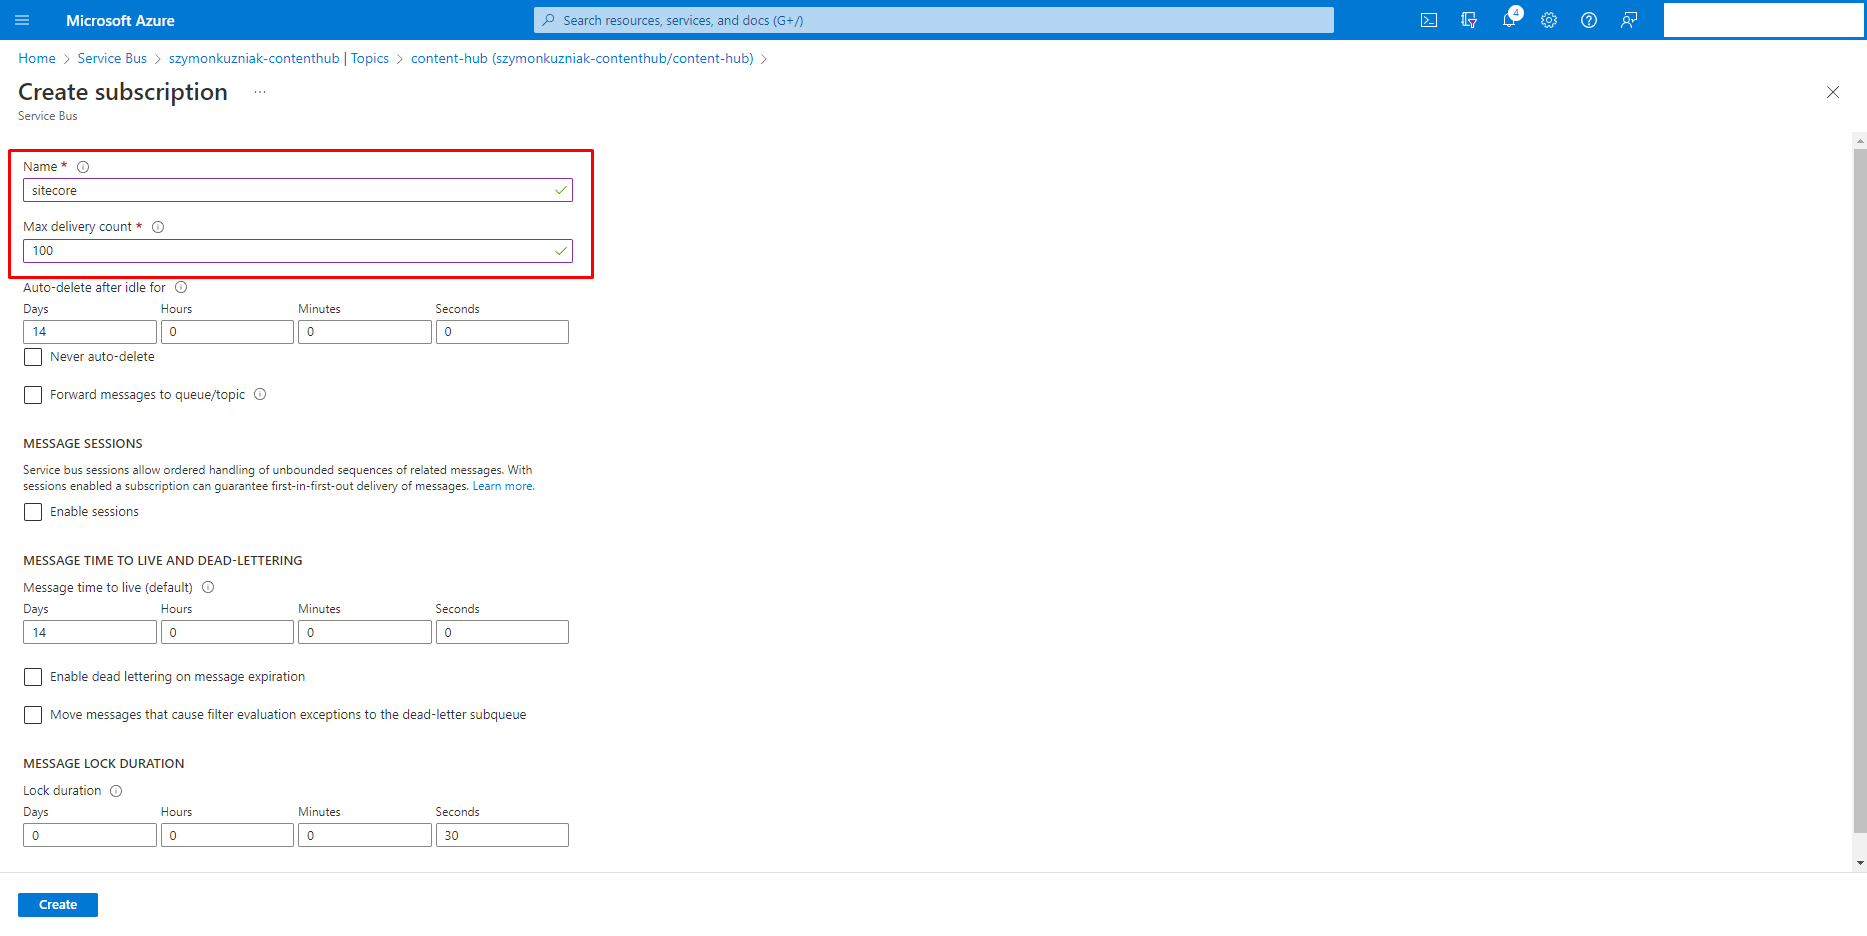 Microsoft Azure
Search resources, services, and docs (G+/)
4
Home > Service Bus > szymonkuzniak-contenthub | Topics > content-hub (szymonkuzniak-contenthub/content-hub) >
Create subscription ...
Service Bus
Name *
sitecore
Max delivery count *
100
Auto-delete after idle for
Days Hours Minutes Seconds
14 0 0 0
Never auto-delete
Forward messages to queue/topic
MESSAGE SESSIONS
Service bus sessions allow ordered handling of unbounded sequences of related messages. With
sessions enabled a subscription can guarantee first-in-first-out delivery of messages. Learn more.
Enable sessions
MESSAGE TIME TO LIVE AND DEAD-LETTERING
Message time to live (default)
Days Hours Minutes Seconds
14 0 0 0
Enable dead lettering on message expiration
Move messages that cause filter evaluation exceptions to the dead-letter subqueue
MESSAGE LOCK DURATION
Lock duration
Days Hours Minutes Seconds
0 0 0 30
Create